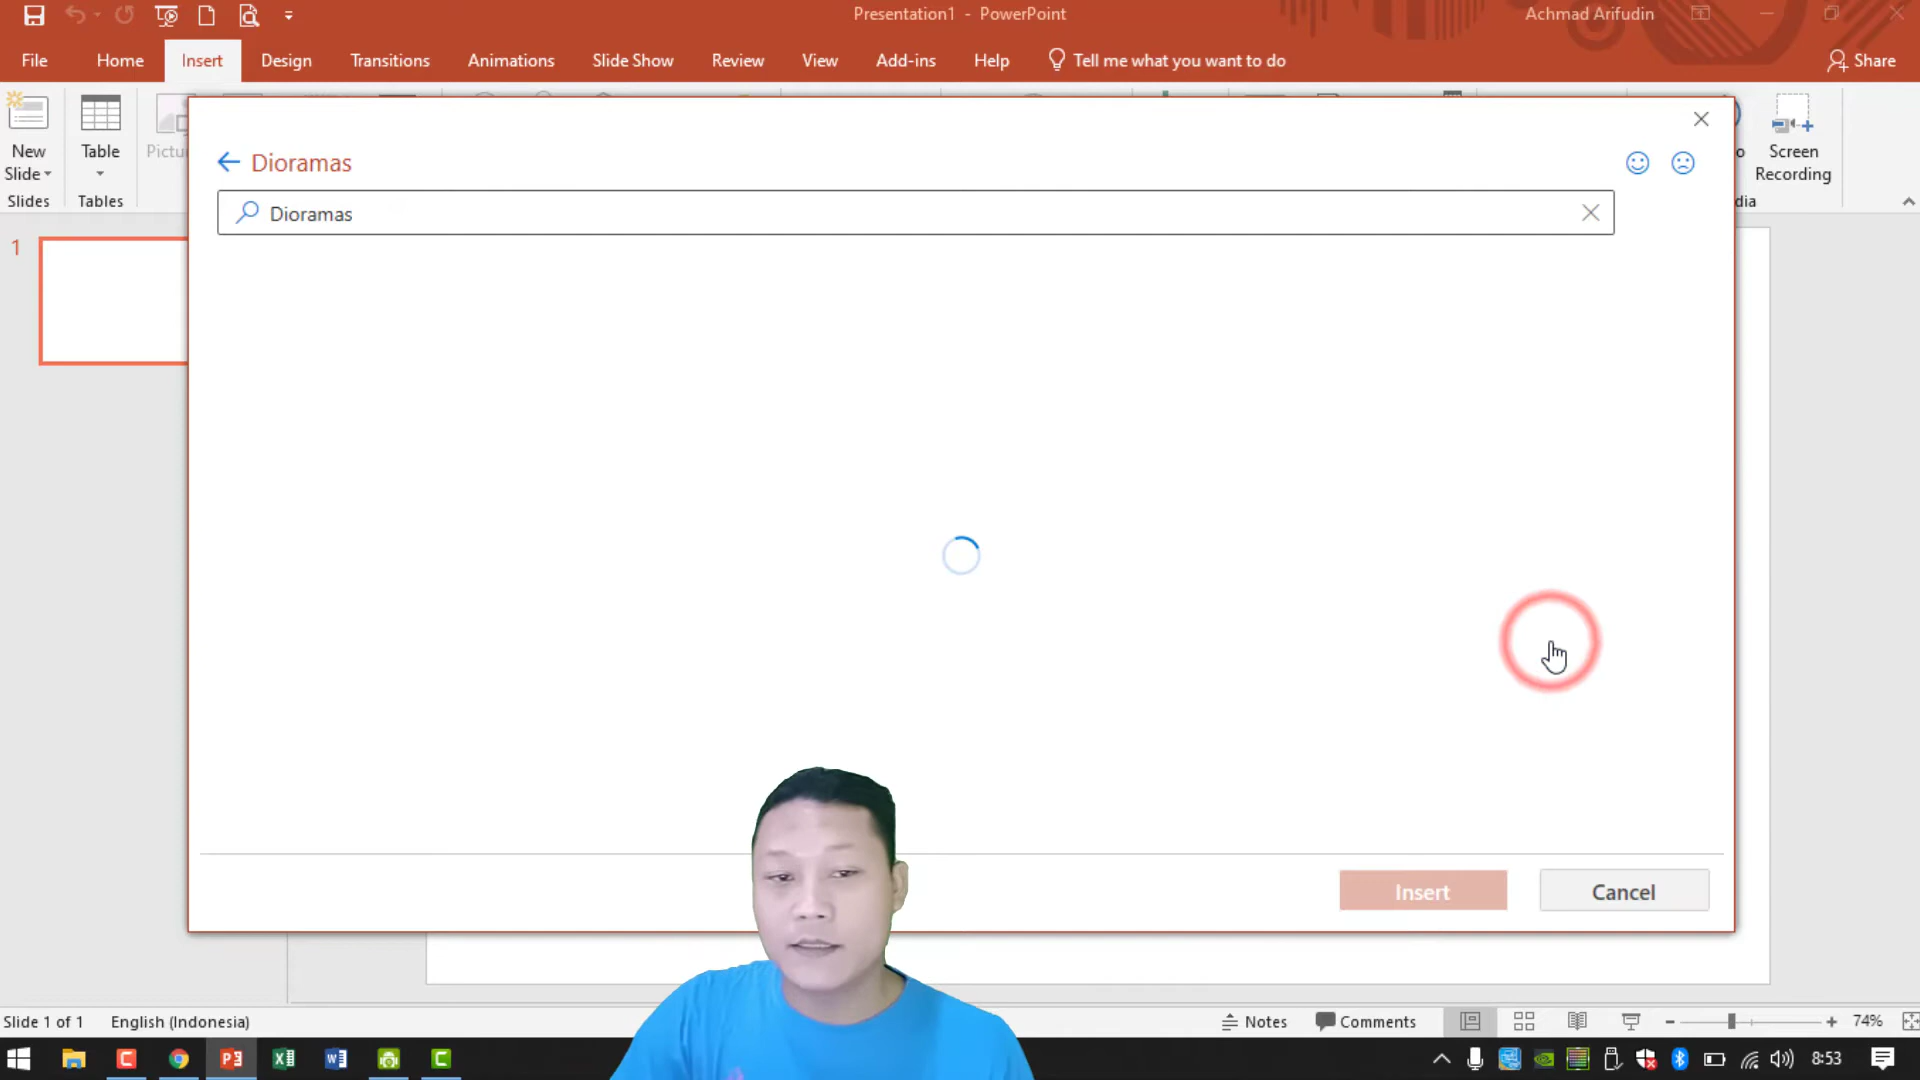 Presentation1 - PowerPoint
Achmad Arifudin
File
Home
Insert
Design
Transitions
Animations
Slide Show
Review
View
Add-ins
Help
Tell me what you want to do
Share
New
Slide
Slides
Table
Tables
Pictu
o
dia
Screen
Recording
Dioramas
Dioramas
1
Insert
Cancel
Slide 1 of 1
English (Indonesia)
Notes
Comments
74%
8:53